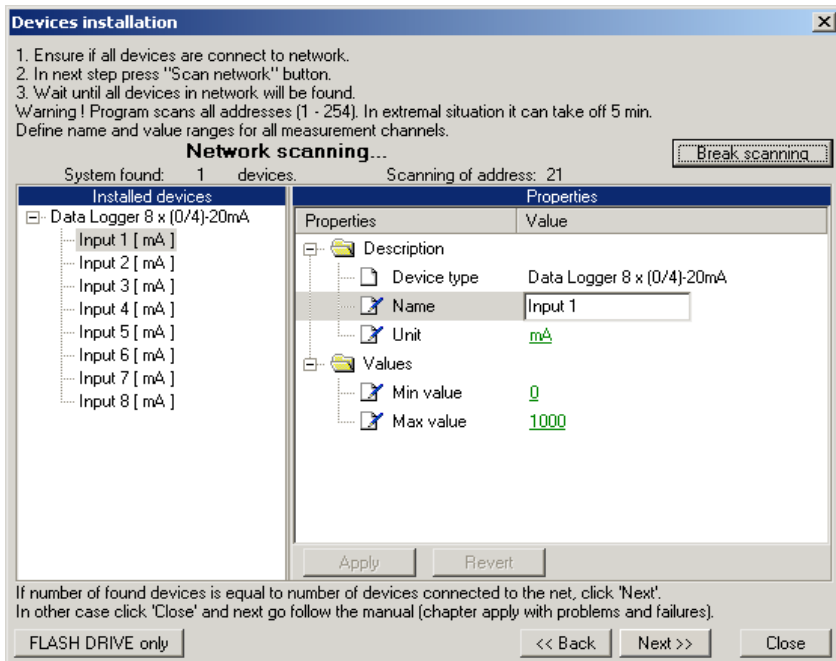 Devices installation
1. Ensure if all devices are connect to network.
2. In next step press "Scan network" button.
3. Wait until all devices in network will be found.
Warning ! Program scans all addresses (1 - 254). In extremal situation it can take off 5 min.
Define name and value ranges for all measurement channels.
Network scanning...
Break scanning
System found: 1 devices. Scanning of address: 21
Installed devices
Data Logger 8 x (0/4)-20mA
Input 1 [ mA ]
Input 2 [ mA ]
Input 3 [ mA ]
Input 4 [ mA ]
Input 5 [ mA ]
Input 6 [ mA ]
Input 7 [ mA ]
Input 8 [ mA ]
Properties
Properties Value
Description
Device type Data Logger 8 x (0/4)-20mA
Name Input 1
Unit mA
Values
Min value 0
Max value 1000
Apply Revert
If number of found devices is equal to number of devices connected to the net, click 'Next'.
In other case click 'Close' and next go follow the manual (chapter apply with problems and failures).
FLASH DRIVE only << Back Next >> Close